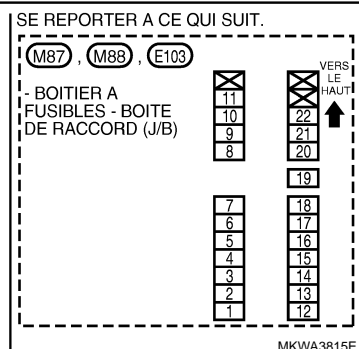 SE REPORTER A CE QUI SUIT.
M87 , M88 , E103
- BOITIER A
FUSIBLES - BOITE
DE RACCORD (J/B)
VERS
LE
HAUT
11
10 22
9 21
8 20
19
7 18
6 17
5 16
4 15
3 14
2 13
1 12
MKWA3815E